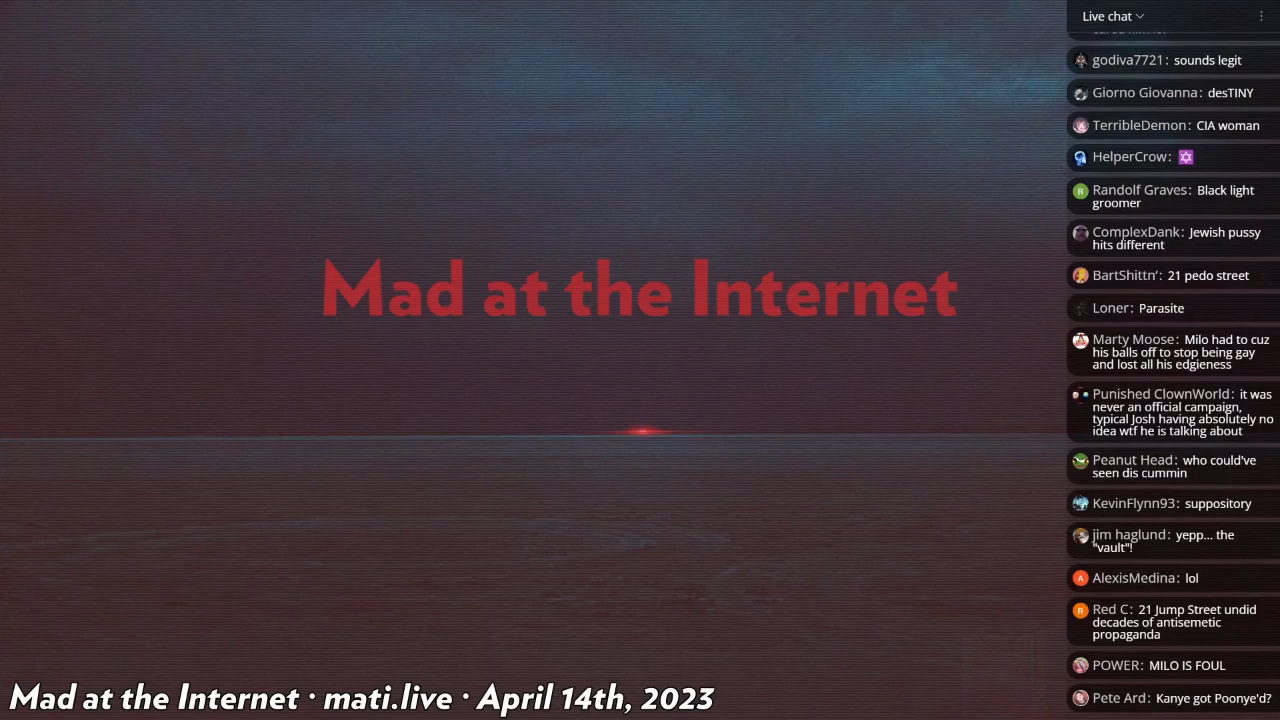 Live chat
godiva7721: sounds legit
Giorno Giovanna: desTINY
TerribleDemon: CIA woman
HelperCrow: 🔯
Randolf Graves: Black light
groomer
ComplexDank: Jewish pussy
hits different
BartShittn': 21 pedo street
Loner: Parasite
Marty Moose: Milo had to cuz
his balls off to stop being gay
and lost all his edgieness
Punished ClownWorld: it was
never an official campaign,
typical Josh having absolutely no
idea wtf he is talking about
Peanut Head: who could've
seen dis cummin
KevinFlynn93: suppository
jim haglund: yepp... the
"vault"!
AlexisMedina: lol
Red C: 21 Jump Street undid
decades of antisemetic
propaganda
POWER: MILO IS FOUL
Pete Ard: Kanye got Poonye'd?
Mad at the Internet
Mad at the Internet · mati.live · April 14th, 2023